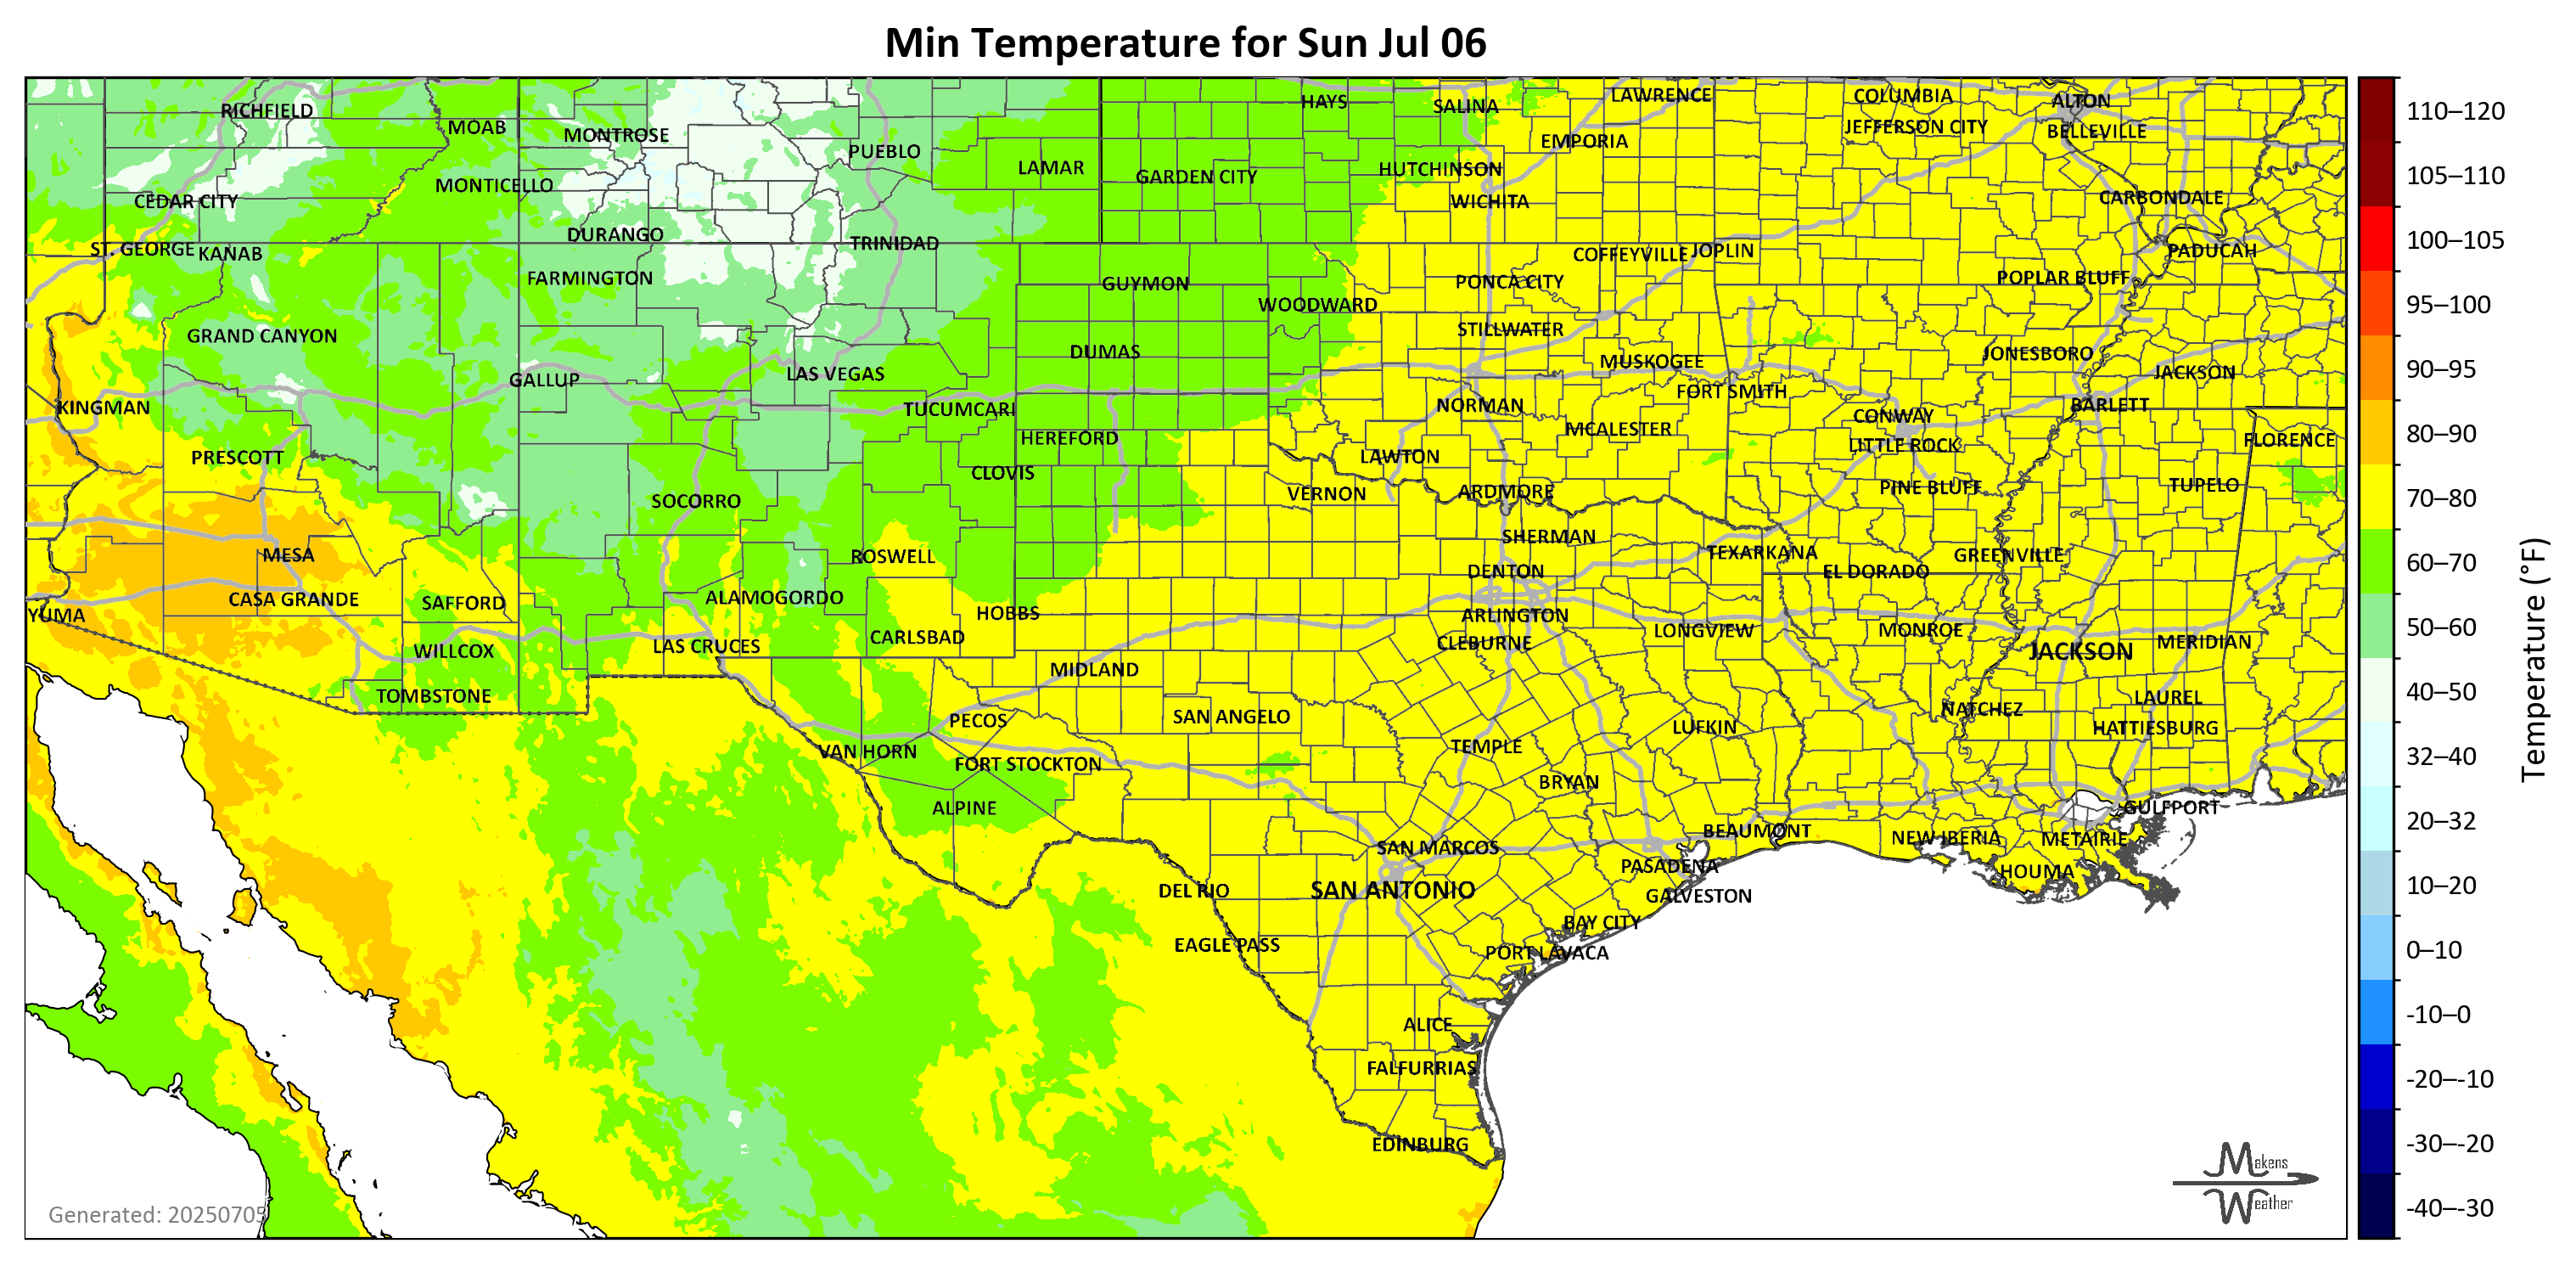 Min Temperature for Sun Jul 06
RICHFIELD
MOAB
MONTROSE
PUEBLO
LAMAR
HAYS
SALINA
LAWRENCE
COLUMBIA
ALTON
EMPORIA
JEFFERSON CITY
BELLEVILLE
CEDAR CITY
MONTICELLO
GARDEN CITY
HUTCHINSON
WICHITA
CARBONDALE
ST. GEORGE
KANAB
DURANGO
TRINIDAD
COFFEYVILLE
JOPLIN
PADUCAH
FARMINGTON
GUYMON
PONCA CITY
POPLAR BLUFF
WOODWARD
GRAND CANYON
STILLWATER
DUMAS
MUSKOGEE
JONESBORO
GALLUP
LAS VEGAS
FORT SMITH
JACKSON
KINGMAN
TUCUMCARI
NORMAN
CONWAY
BARLETT
HEREFORD
MCALESTER
LITTLE ROCK
FLORENCE
PRESCOTT
CLOVIS
LAWTON
SOCORRO
VERNON
ARDMORE
PINE BLUFF
TUPELO
MESA
ROSWELL
SHERMAN
TEXARKANA
GREENVILLE
CASA GRANDE
SAFFORD
ALAMOGORDO
DENTON
EL DORADO
YUMA
HOBBS
ARLINGTON
WILLCOX
LAS CRUCES
CARLSBAD
CLEBURNE
LONGVIEW
MONROE
JACKSON
MERIDIAN
TOMBSTONE
MIDLAND
LAUREL
PECOS
SAN ANGELO
NATCHEZ
HATTIESBURG
VAN HORN
FORT STOCKTON
TEMPLE
LUFKIN
ALPINE
BRYAN
GULFPORT
SAN MARCOS
BEAUMONT
NEW IBERIA
METAIRIE
DEL RIO
SAN ANTONIO
PASADENA
HOUMA
GALVESTON
EAGLE PASS
BAY CITY
PORT LAVACA
ALICE
FALFURRIAS
EDINBURG
Generated: 20250705
Makens
Weather
110–120
105–110
100–105
95–100
90–95
80–90
70–80
60–70
50–60
40–50
32–40
20–32
10–20
0–10
-10–0
-20–-10
-30–-20
-40–-30
Temperature (°F)